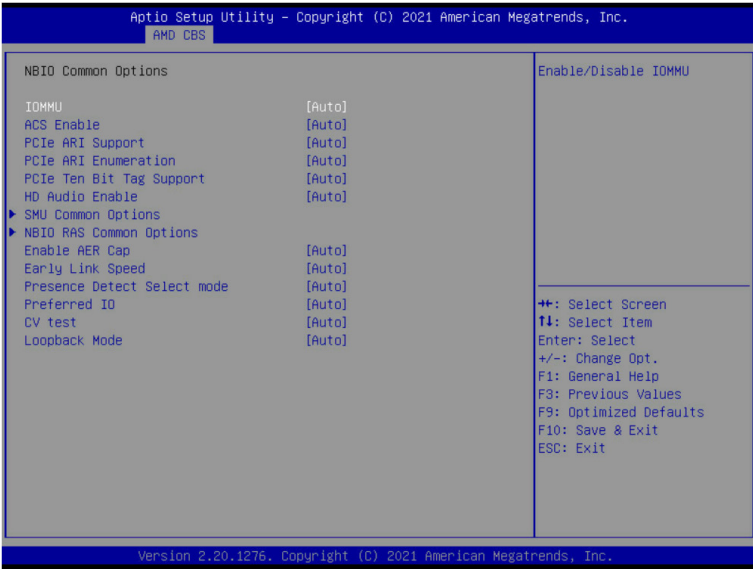 Aptio Setup Utility – Copyright (C) 2021 American Megatrends, Inc.
AMD CBS
NBIO Common Options
IOMMU [Auto]
ACS Enable [Auto]
PCIe ARI Support [Auto]
PCIe ARI Enumeration [Auto]
PCIe Ten Bit Tag Support [Auto]
HD Audio Enable [Auto]
SMU Common Options
NBIO RAS Common Options
Enable AER Cap [Auto]
Early Link Speed [Auto]
Presence Detect Select mode [Auto]
Preferred IO [Auto]
CV test [Auto]
Loopback Mode [Auto]
Enable/Disable IOMMU
→←: Select Screen
↑↓: Select Item
Enter: Select
+/-: Change Opt.
F1: General Help
F3: Previous Values
F9: Optimized Defaults
F10: Save & Exit
ESC: Exit
Version 2.20.1276. Copyright (C) 2021 American Megatrends, Inc.